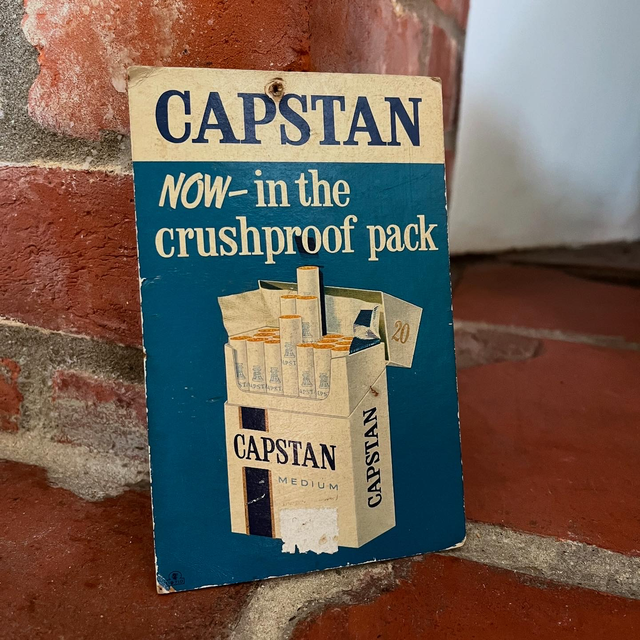 CAPSTAN
NOW- in the
crushproof pack
20
CAPSTAN
MEDIUM
CAPSTAN